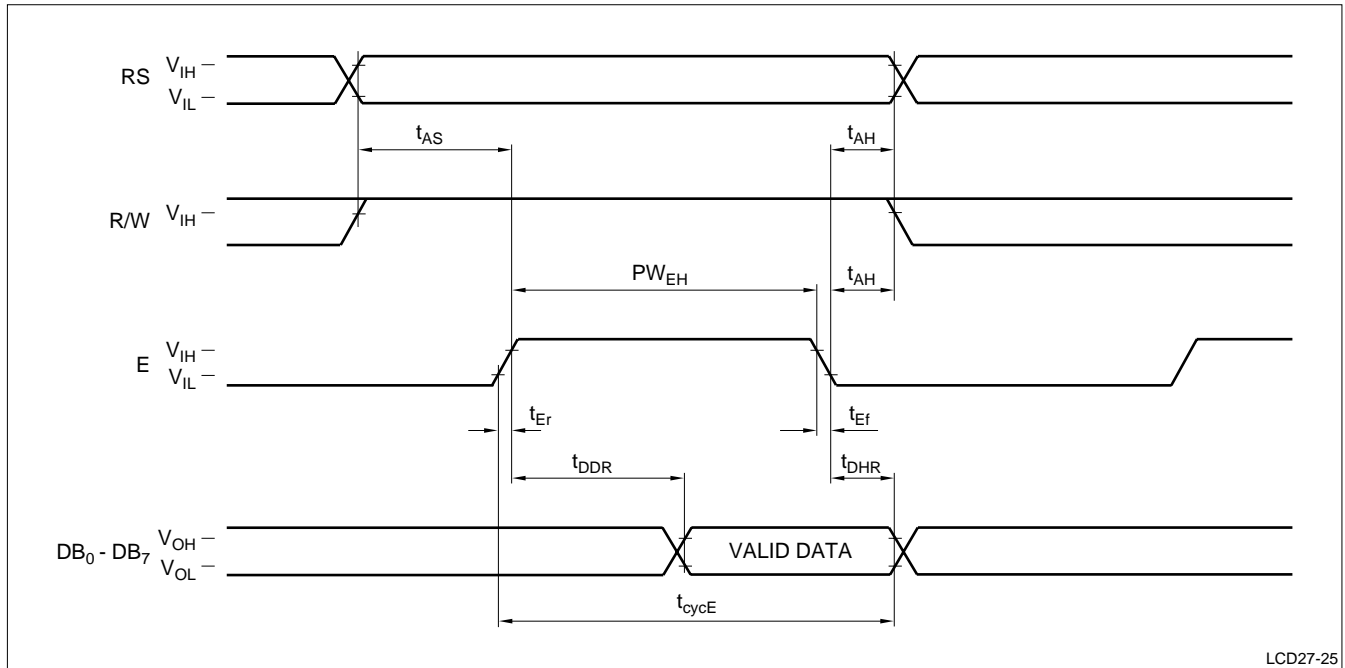 RS
V_IH
V_IL
t_AS
t_AH
R/W
V_IH
PW_EH
t_AH
E
V_IH
V_IL
t_Er
t_Ef
t_DDR
t_DHR
DB_0 - DB_7
V_OH
V_OL
VALID DATA
t_cycE
LCD27-25